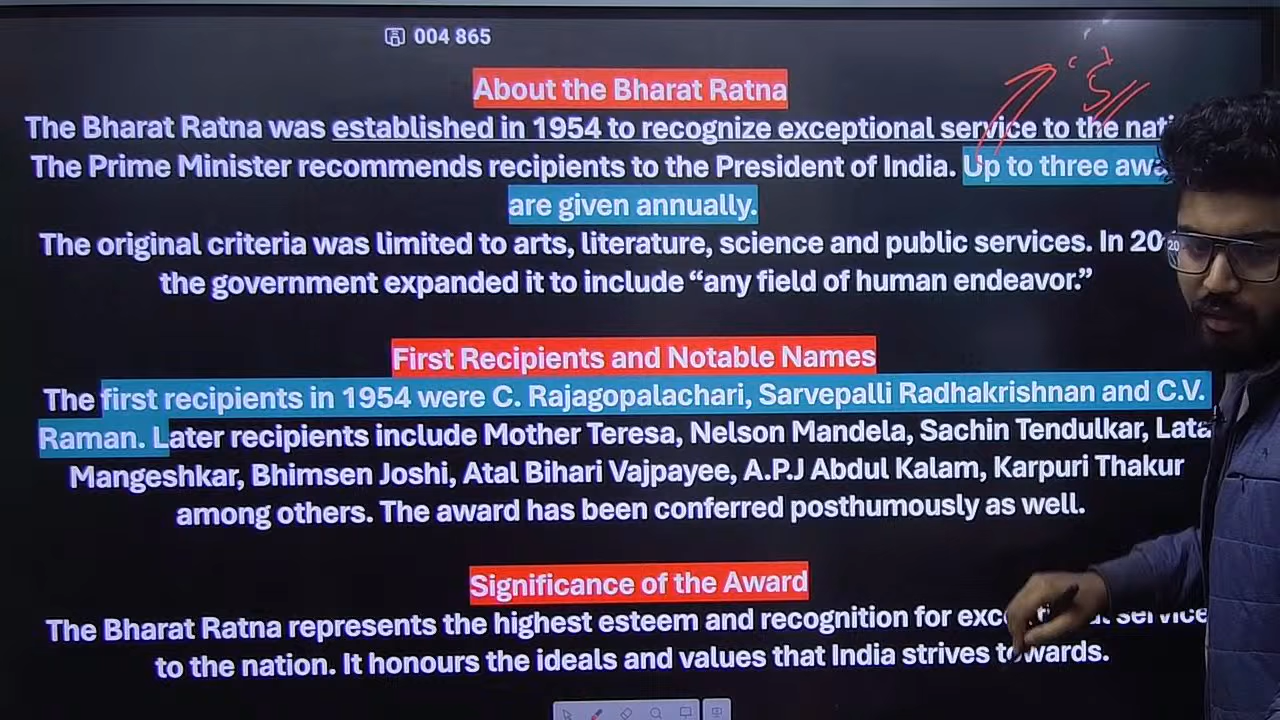 004 865
About the Bharat Ratna
The Bharat Ratna was established in 1954 to recognize exceptional service to the
The Prime Minister recommends recipients to the President of India. Up to three
are given annually.
The original criteria was limited to arts, literature, science and public services. In
the government expanded it to include “any field of human endeavor.”
First Recipients and Notable Names
The first recipients in 1954 were C. Rajagopalachari, Sarvepalli Radhakrishnan and C.V.
Raman. Later recipients include Mother Teresa, Nelson Mandela, Sachin Tendulkar, Lata
Mangeshkar, Bhimsen Joshi, Atal Bihari Vajpayee, A.P.J Abdul Kalam, Karpuri Thakur
among others. The award has been conferred posthumously as well.
Significance of the Award
The Bharat Ratna represents the highest esteem and recognition for service
to the nation. It honours the ideals and values that India strives towards.